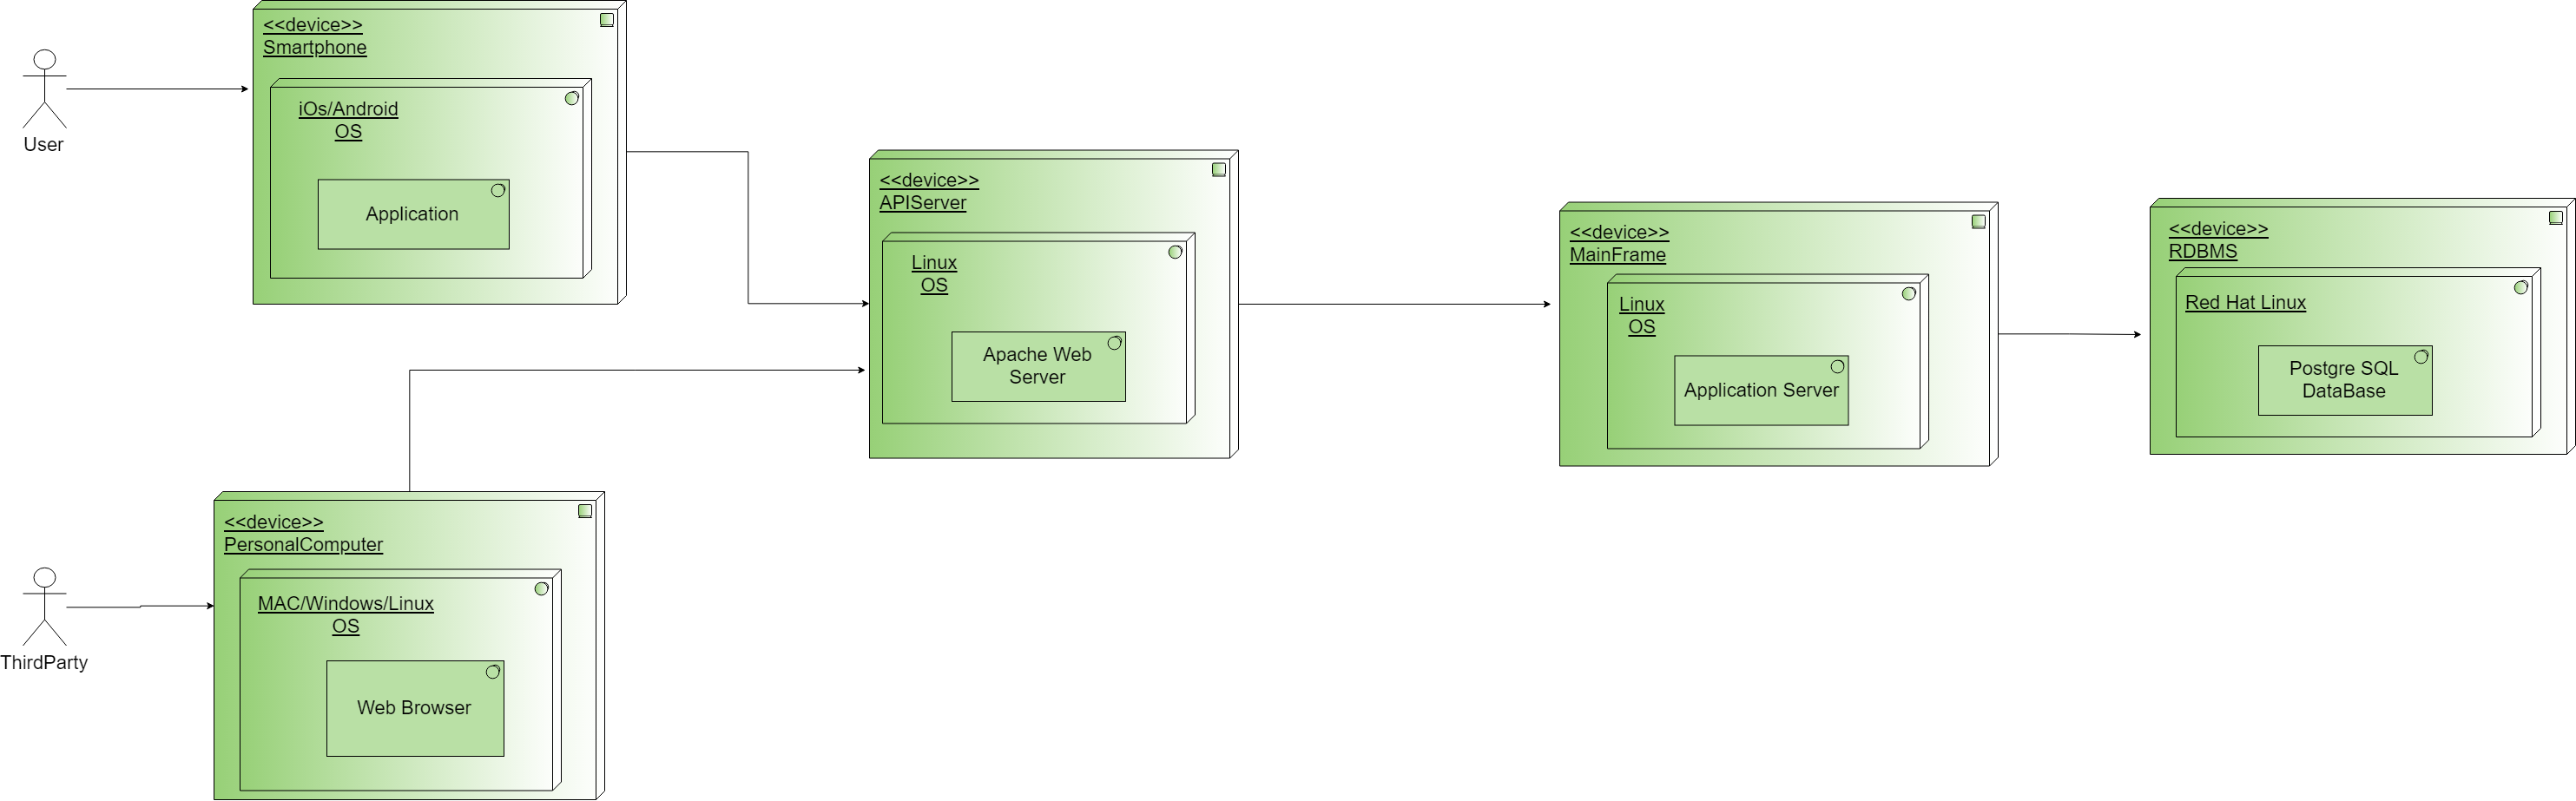 User
<<device>>
Smartphone
iOs/Android
OS
Application
ThirdParty
<<device>>
PersonalComputer
MAC/Windows/Linux
OS
Web Browser
<<device>>
APIServer
Linux
OS
Apache Web
Server
<<device>>
MainFrame
Linux
OS
Application Server
<<device>>
RDBMS
Red Hat Linux
Postgre SQL
DataBase